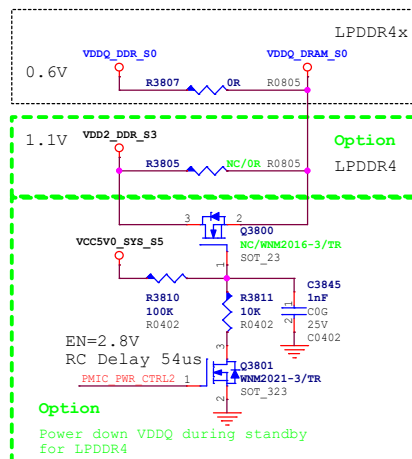 LPDDR4x
VDDQ_DDR_S0
VDDQ_DRAM_S0
0.6V
R3807
0R
R0805
1.1V
VDD2_DDR_S3
Option
R3805
NC/0R
R0805
LPDDR4
3
2
Q3800
NC/WNM2016-3/TR
VCC5V0_SYS_S5
1
SOT_23
C3845
R3810
R3811
1nF
100K
10K
C0G
R0402
R0402
25V
C0402
1
2
EN=2.8V
3
Q3801
RC Delay 54us
WNM2021-3/TR
PMIC_PWR_CTRL2
1
SOT_323
2
Option
Power down VDDQ during standby
for LPDDR4